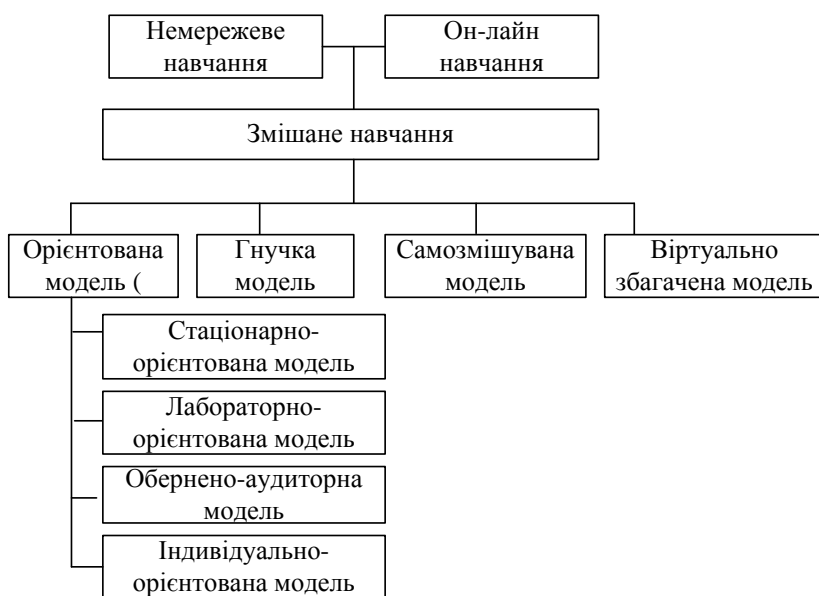 Немережеве
навчання
Он-лайн
навчання
Змішане навчання
Орієнтована
модель (
Гнучка
модель
Самозмішувана
модель
Віртуально
збагачена модель
Стаціонарно-
орієнтована модель
Лабораторно-
орієнтована модель
Обернено-аудиторна
модель
Індивідуально-
орієнтована модель